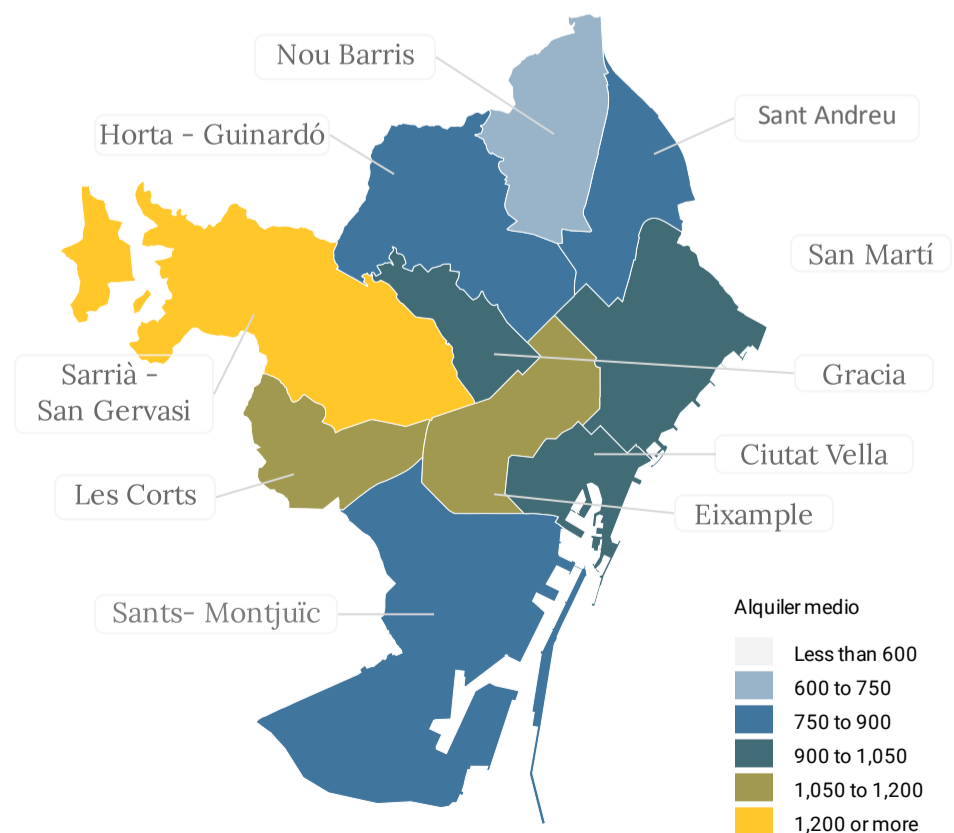 Nou Barris
Sant Andreu
Horta - Guinardó
San Martí
Sarrià -
San Gervasi
Gracia
Ciutat Vella
Les Corts
Eixample
Sants- Montjuïc
Alquiler medio
Less than 600
600 to 750
750 to 900
900 to 1,050
1,050 to 1,200
1,200 or more